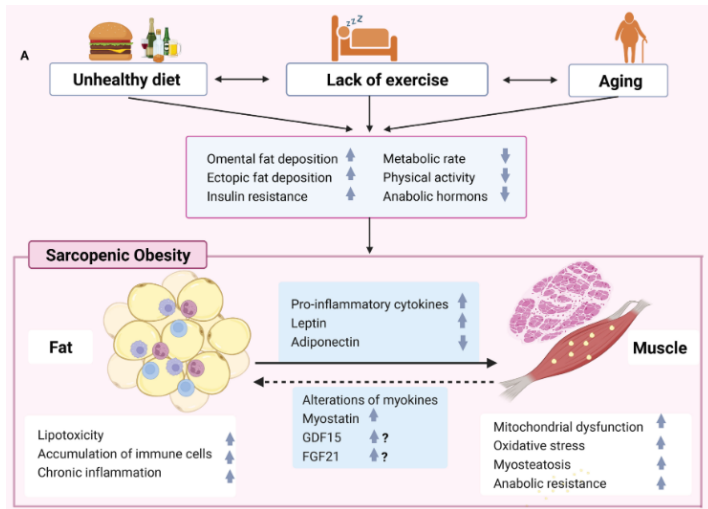 A
zzz
Unhealthy diet
Lack of exercise
Aging
Omental fat deposition
Ectopic fat deposition
Insulin resistance
Metabolic rate
Physical activity
Anabolic hormons
Sarcopenic Obesity
Fat
Pro-inflammatory cytokines
Leptin
Adiponectin
Muscle
Alterations of myokines
Myostatin
GDF15 ?
FGF21 ?
Lipotoxicity
Accumulation of immune cells
Chronic inflammation
Mitochondrial dysfunction
Oxidative stress
Myosteatosis
Anabolic resistance